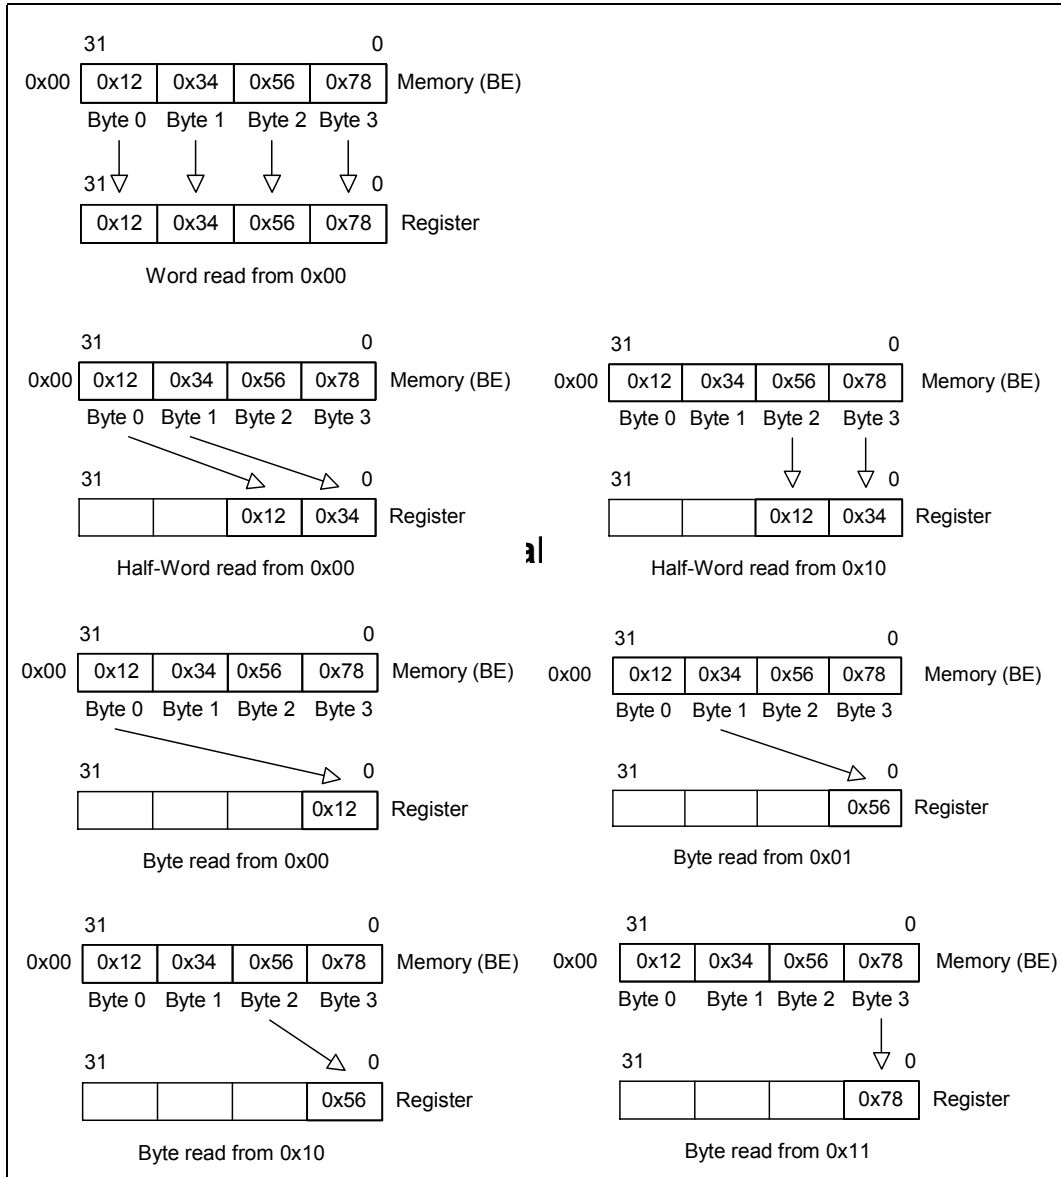 31 0
0x00 0x12 0x34 0x56 0x78 Memory (BE)
Byte 0 Byte 1 Byte 2 Byte 3
31 0
0x12 0x34 0x56 0x78 Register
Word read from 0x00
31 0
0x00 0x12 0x34 0x56 0x78 Memory (BE)
Byte 0 Byte 1 Byte 2 Byte 3
31 0
0x12 0x34 Register
Half-Word read from 0x00
31 0
0x00 0x12 0x34 0x56 0x78 Memory (BE)
Byte 0 Byte 1 Byte 2 Byte 3
31 0
0x12 0x34 Register
Half-Word read from 0x10
31 0
0x00 0x12 0x34 0x56 0x78 Memory (BE)
Byte 0 Byte 1 Byte 2 Byte 3
31 0
0x12 Register
Byte read from 0x00
31 0
0x00 0x12 0x34 0x56 0x78 Memory (BE)
Byte 0 Byte 1 Byte 2 Byte 3
31 0
0x56 Register
Byte read from 0x01
31 0
0x00 0x12 0x34 0x56 0x78 Memory (BE)
Byte 0 Byte 1 Byte 2 Byte 3
31 0
0x56 Register
Byte read from 0x10
31 0
0x00 0x12 0x34 0x56 0x78 Memory (BE)
Byte 0 Byte 1 Byte 2 Byte 3
31 0
0x78 Register
Byte read from 0x11